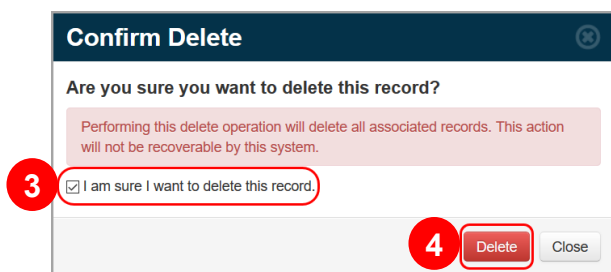 Confirm Delete
Are you sure you want to delete this record?
Performing this delete operation will delete all associated records. This action
will not be recoverable by this system.
3
I am sure I want to delete this record.
4
Delete
Close